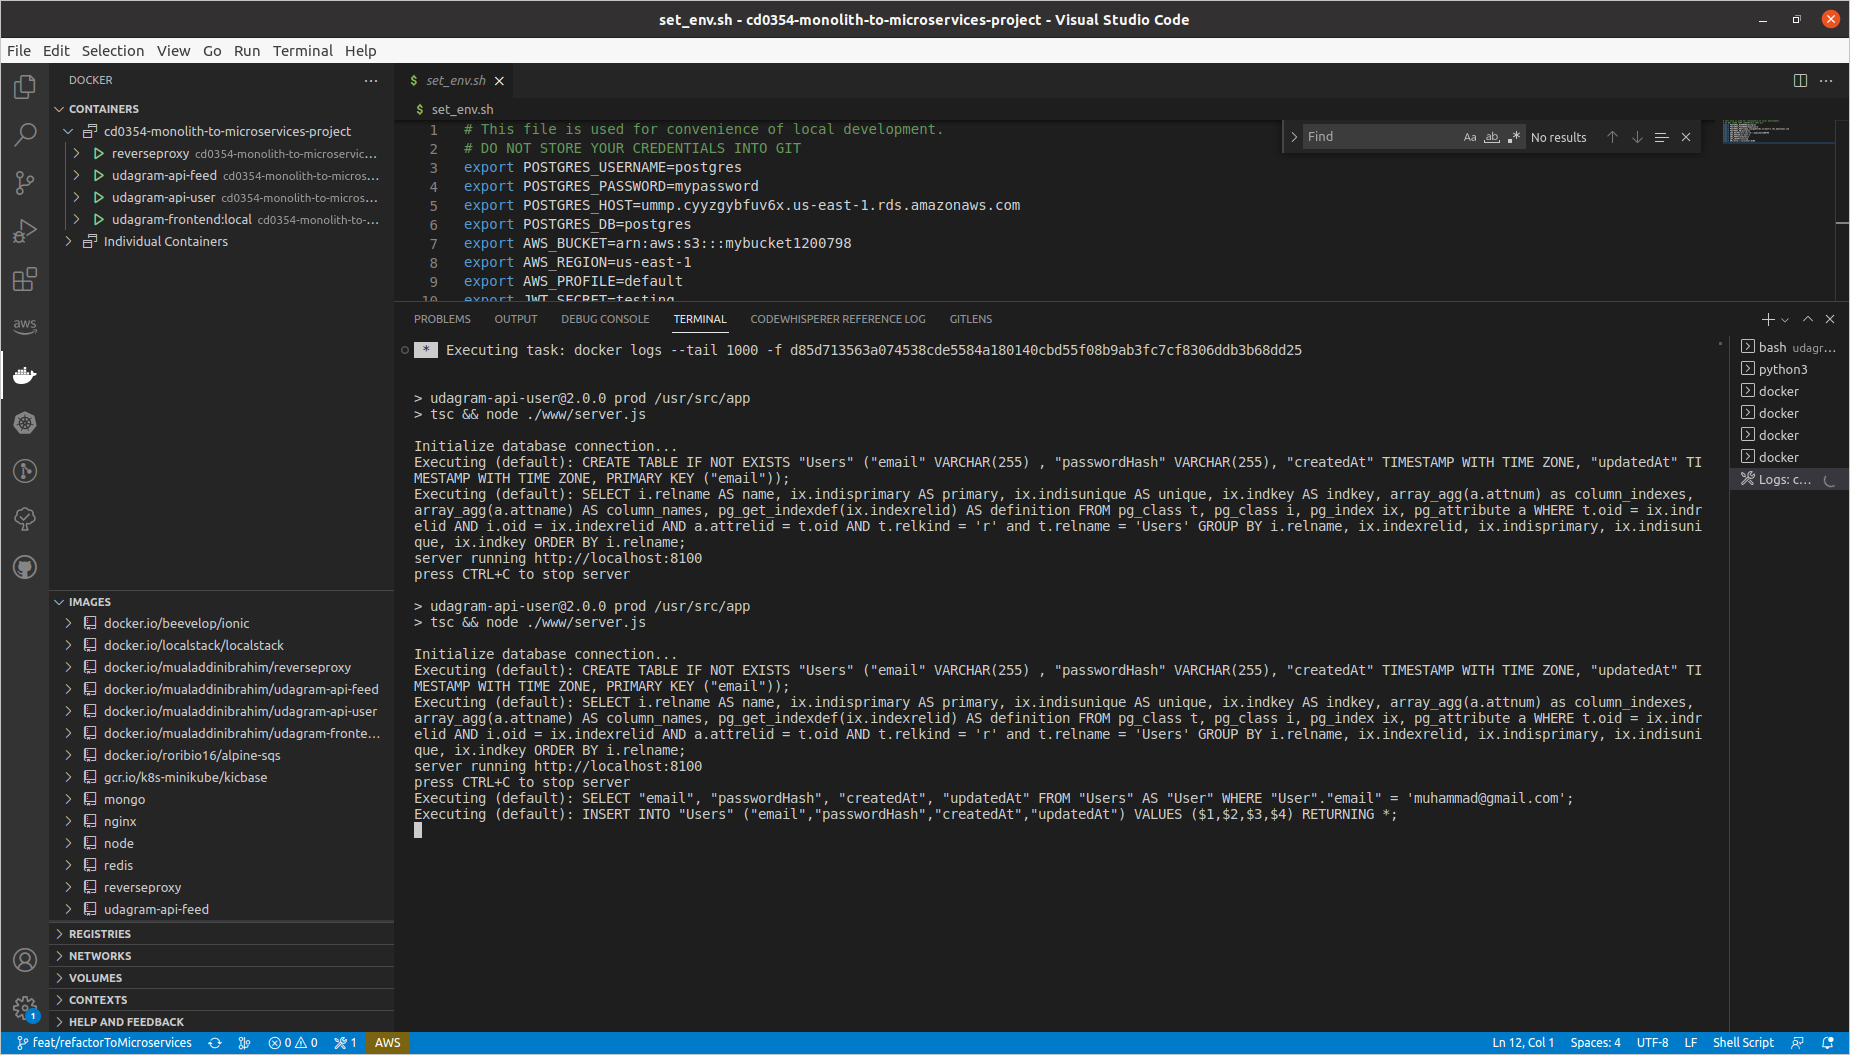 set_env.sh - cd0354-monolith-to-microservices-project - Visual Studio Code
File Edit Selection View Go Run Terminal Help
DOCKER
CONTAINERS
cd0354-monolith-to-microservices-project
reverseproxy cd0354-monolith-to-microservic...
udagram-api-feed cd0354-monolith-to-micros...
udagram-api-user cd0354-monolith-to-micros...
udagram-frontend:local cd0354-monolith-to-...
Individual Containers
IMAGES
docker.io/beevelop/ionic
docker.io/localstack/localstack
docker.io/mualaddinibrahim/reverseproxy
docker.io/mualaddinibrahim/udagram-api-feed
docker.io/mualaddinibrahim/udagram-api-user
docker.io/mualaddinibrahim/udagram-fronte...
docker.io/roribio16/alpine-sqs
gcr.io/k8s-minikube/kicbase
mongo
nginx
node
redis
reverseproxy
udagram-api-feed
REGISTRIES
NETWORKS
VOLUMES
CONTEXTS
HELP AND FEEDBACK
aws
1
$ set_env.sh
$ set_env.sh
1 # This file is used for convenience of local development.
2 # DO NOT STORE YOUR CREDENTIALS INTO GIT
3 export POSTGRES_USERNAME=postgres
4 export POSTGRES_PASSWORD=mypassword
5 export POSTGRES_HOST=ummp.cyyzgybfuv6x.us-east-1.rds.amazonaws.com
6 export POSTGRES_DB=postgres
7 export AWS_BUCKET=arn:aws:s3:::mybucket1200798
8 export AWS_REGION=us-east-1
9 export AWS_PROFILE=default
10 export JWT_SECRET=testing
Find Aa ab .* No results
PROBLEMS OUTPUT DEBUG CONSOLE TERMINAL CODEWHISPERER REFERENCE LOG GITLENS
* Executing task: docker logs --tail 1000 -f d85d713563a074538cde5584a180140cbd55f08b9ab3fc7cf8306ddb3b68dd25
> udagram-api-user@2.0.0 prod /usr/src/app
> tsc && node ./www/server.js
Initialize database connection...
Executing (default): CREATE TABLE IF NOT EXISTS "Users" ("email" VARCHAR(255) , "passwordHash" VARCHAR(255), "createdAt" TIMESTAMP WITH TIME ZONE, "updatedAt" TI
MESTAMP WITH TIME ZONE, PRIMARY KEY ("email"));
Executing (default): SELECT i.relname AS name, ix.indisprimary AS primary, ix.indisunique AS unique, ix.indkey AS indkey, array_agg(a.attnum) as column_indexes,
array_agg(a.attname) AS column_names, pg_get_indexdef(ix.indexrelid) AS definition FROM pg_class t, pg_class i, pg_index ix, pg_attribute a WHERE t.oid = ix.indr
elid AND i.oid = ix.indexrelid AND a.attrelid = t.oid AND t.relkind = 'r' and t.relname = 'Users' GROUP BY i.relname, ix.indexrelid, ix.indisprimary, ix.indisuni
que, ix.indkey ORDER BY i.relname;
server running http://localhost:8100
press CTRL+C to stop server
> udagram-api-user@2.0.0 prod /usr/src/app
> tsc && node ./www/server.js
Initialize database connection...
Executing (default): CREATE TABLE IF NOT EXISTS "Users" ("email" VARCHAR(255) , "passwordHash" VARCHAR(255), "createdAt" TIMESTAMP WITH TIME ZONE, "updatedAt" TI
MESTAMP WITH TIME ZONE, PRIMARY KEY ("email"));
Executing (default): SELECT i.relname AS name, ix.indisprimary AS primary, ix.indisunique AS unique, ix.indkey AS indkey, array_agg(a.attnum) as column_indexes,
array_agg(a.attname) AS column_names, pg_get_indexdef(ix.indexrelid) AS definition FROM pg_class t, pg_class i, pg_index ix, pg_attribute a WHERE t.oid = ix.indr
elid AND i.oid = ix.indexrelid AND a.attrelid = t.oid AND t.relkind = 'r' and t.relname = 'Users' GROUP BY i.relname, ix.indexrelid, ix.indisprimary, ix.indisuni
que, ix.indkey ORDER BY i.relname;
server running http://localhost:8100
press CTRL+C to stop server
Executing (default): SELECT "email", "passwordHash", "createdAt", "updatedAt" FROM "Users" AS "User" WHERE "User"."email" = 'muhammad@gmail.com';
Executing (default): INSERT INTO "Users" ("email","passwordHash","createdAt","updatedAt") VALUES ($1,$2,$3,$4) RETURNING *;
bash udagr...
python3
docker
docker
docker
docker
Logs: c...
feat/refactorToMicroservices 0 0 1 AWS
Ln 12, Col 1 Spaces: 4 UTF-8 LF Shell Script